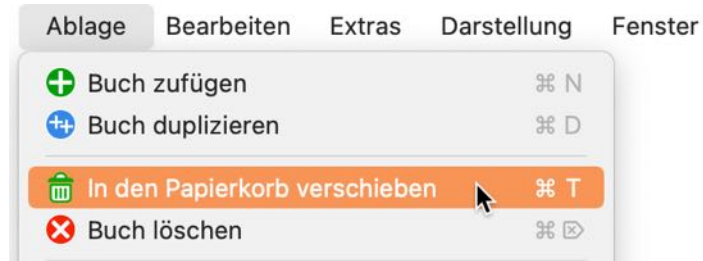 Ablage Bearbeiten Extras Darstellung Fenster
Buch zufügen ⌘ N
Buch duplizieren ⌘ D
In den Papierkorb verschieben ⌘ T
Buch löschen ⌘ ⌦